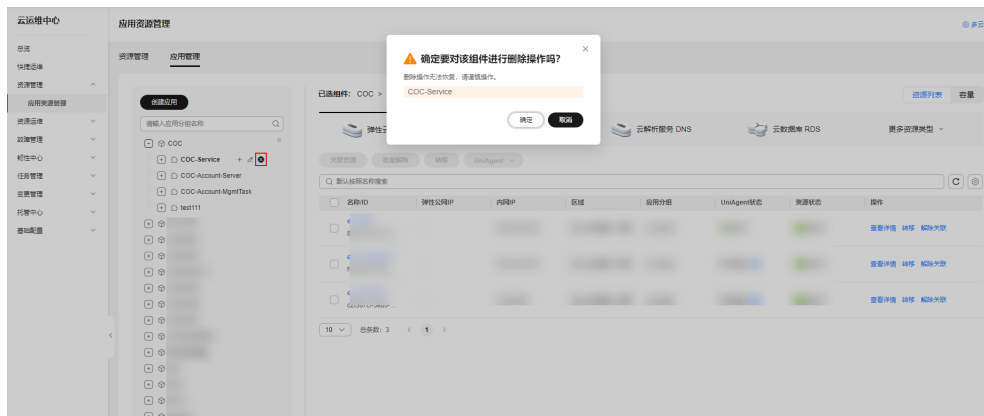 云运维中心
应用资源管理
总览
快捷运维
资源管理
应用资源管理
资源运维
故障管理
韧性中心
任务管理
变更管理
托管中心
基础配置
资源管理 应用管理
创建应用
请输入应用分组名称
COC
COC-Service
COC-Account-Server
COC-Account-MgmtTask
test111
已选组件: COC >
资源列表 容量
云解析服务 DNS
云数据库 RDS
更多资源类型
关联资源 批量解除 转移 UniAgent
默认按照名称搜索
名称/ID 弹性公网IP 内网IP 区域 应用分组 UniAgent状态 资源状态 操作
查看详情 转移 解除关联
查看详情 转移 解除关联
查看详情 转移 解除关联
10 总条数: 3 < 1 >
确定要对该组件进行删除操作吗?
删除操作无法恢复，请谨慎操作。
COC-Service
确定 取消